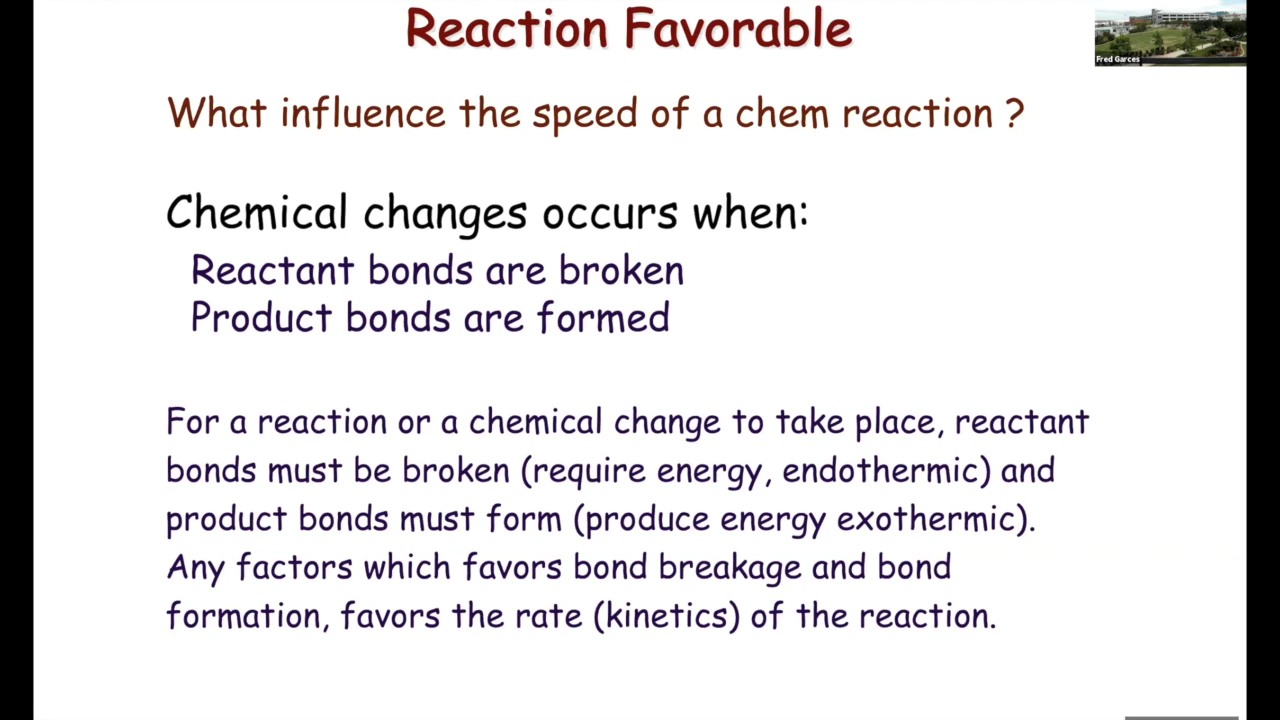 Reaction Favorable
Fred Garces
What influence the speed of a chem reaction ?
Chemical changes occurs when:
Reactant bonds are broken
Product bonds are formed
For a reaction or a chemical change to take place, reactant
bonds must be broken (require energy, endothermic) and
product bonds must form (produce energy exothermic).
Any factors which favors bond breakage and bond
formation, favors the rate (kinetics) of the reaction.